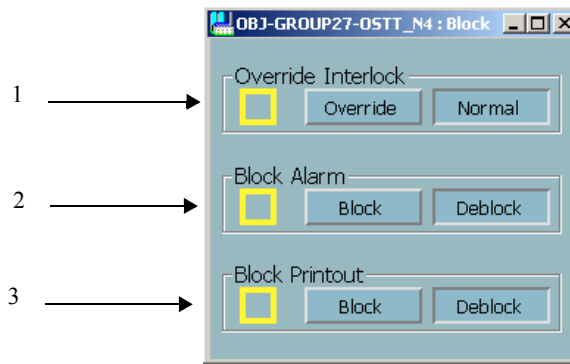 OBJ-GROUP27-OSTT_N4 : Block
Override Interlock
1
Override Normal
Block Alarm
2
Block Deblock
Block Printout
3
Block Deblock